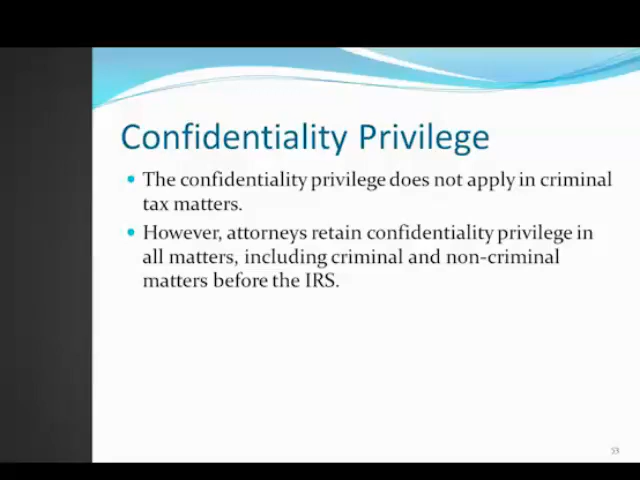 Confidentiality Privilege
• The confidentiality privilege does not apply in criminal
tax matters.
• However, attorneys retain confidentiality privilege in
all matters, including criminal and non-criminal
matters before the IRS.